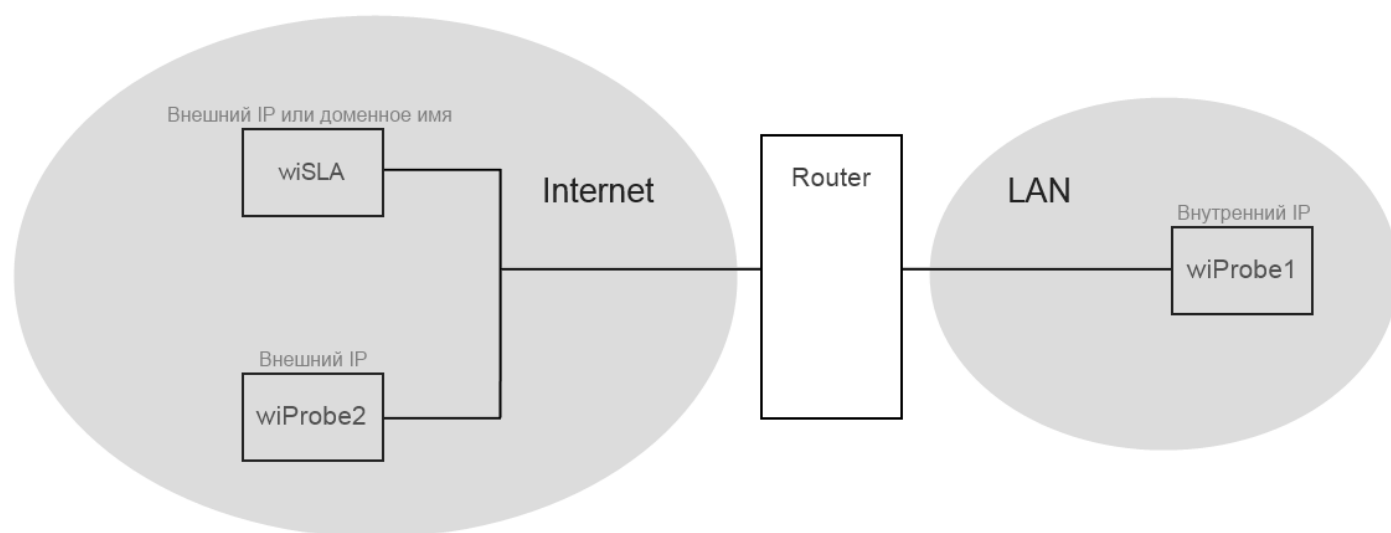 Внешний IP или доменное имя
wiSLA
Internet
Router
LAN
Внутренний IP
wiProbe1
Внешний IP
wiProbe2